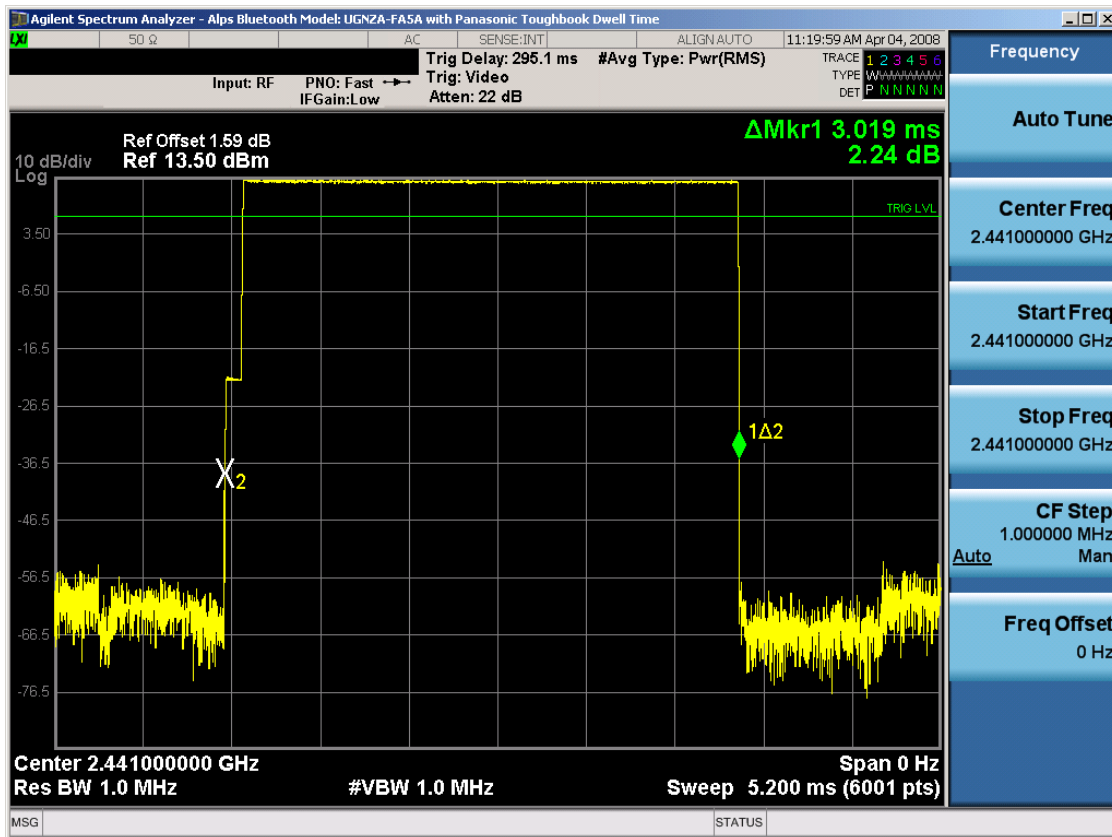 Agilent Spectrum Analyzer - Alps Bluetooth Model: UGNZA-FA5A with Panasonic Toughbook Dwell Time
LXI 50 Ω AC SENSE:INT ALIGN AUTO 11:19:59 AM Apr 04, 2008
Trig Delay: 295.1 ms #Avg Type: Pwr(RMS) TRACE 1 2 3 4 5 6
Input: RF PNO: Fast Trig: Video TYPE W
IFGain:Low Atten: 22 dB DET P N N N N N
ΔMkr1 3.019 ms
2.24 dB
Ref Offset 1.59 dB
10 dB/div Ref 13.50 dBm
Log
TRIG LVL
3.50
-6.50
-16.5
-26.5
1Δ2
-36.5
2
-46.5
-56.5
-66.5
-76.5
Center 2.441000000 GHz Span 0 Hz
Res BW 1.0 MHz #VBW 1.0 MHz Sweep 5.200 ms (6001 pts)
MSG STATUS
Frequency
Auto Tune
Center Freq
2.441000000 GHz
Start Freq
2.441000000 GHz
Stop Freq
2.441000000 GHz
CF Step
1.000000 MHz
Auto Man
Freq Offset
0 Hz